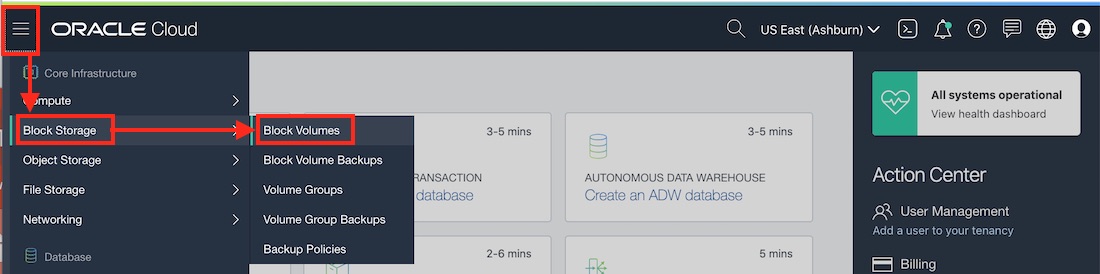 ORACLE Cloud
US East (Ashburn)
Core Infrastructure
Compute
Block Storage
Object Storage
File Storage
Networking
Database
Block Volumes
Block Volume Backups
Volume Groups
Volume Group Backups
Backup Policies
3-5 mins
RANSACTION
database
3-5 mins
AUTONOMOUS DATA WAREHOUSE
Create an ADW database
2-6 mins
5 mins
All systems operational
View health dashboard
Action Center
User Management
Add a user to your tenancy
Billing